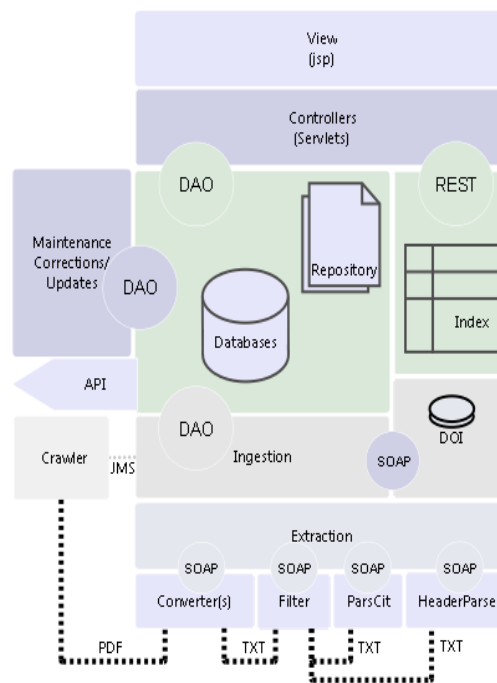 View
(jsp)
Controllers
(Servlets)
DAO
REST
Maintenance
Corrections/
Updates
DAO
Repository
Databases
Index
API
DAO
DOI
Crawler
JMS
Ingestion
SOAP
Extraction
SOAP
SOAP
SOAP
SOAP
Converter(s)
Filter
ParsCit
HeaderParse
PDF
TXT
TXT
TXT